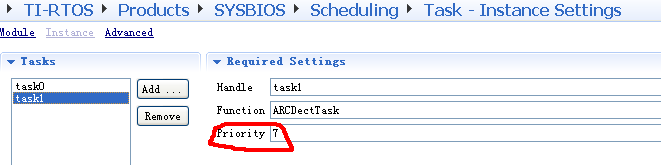 TI-RTOS Products SYSBIOS Scheduling Task - Instance Settings
Module Instance Advanced
Tasks
task0
task1
Add ...
Remove
Required Settings
Handle task1
Function ARCDectTask
Priority 7